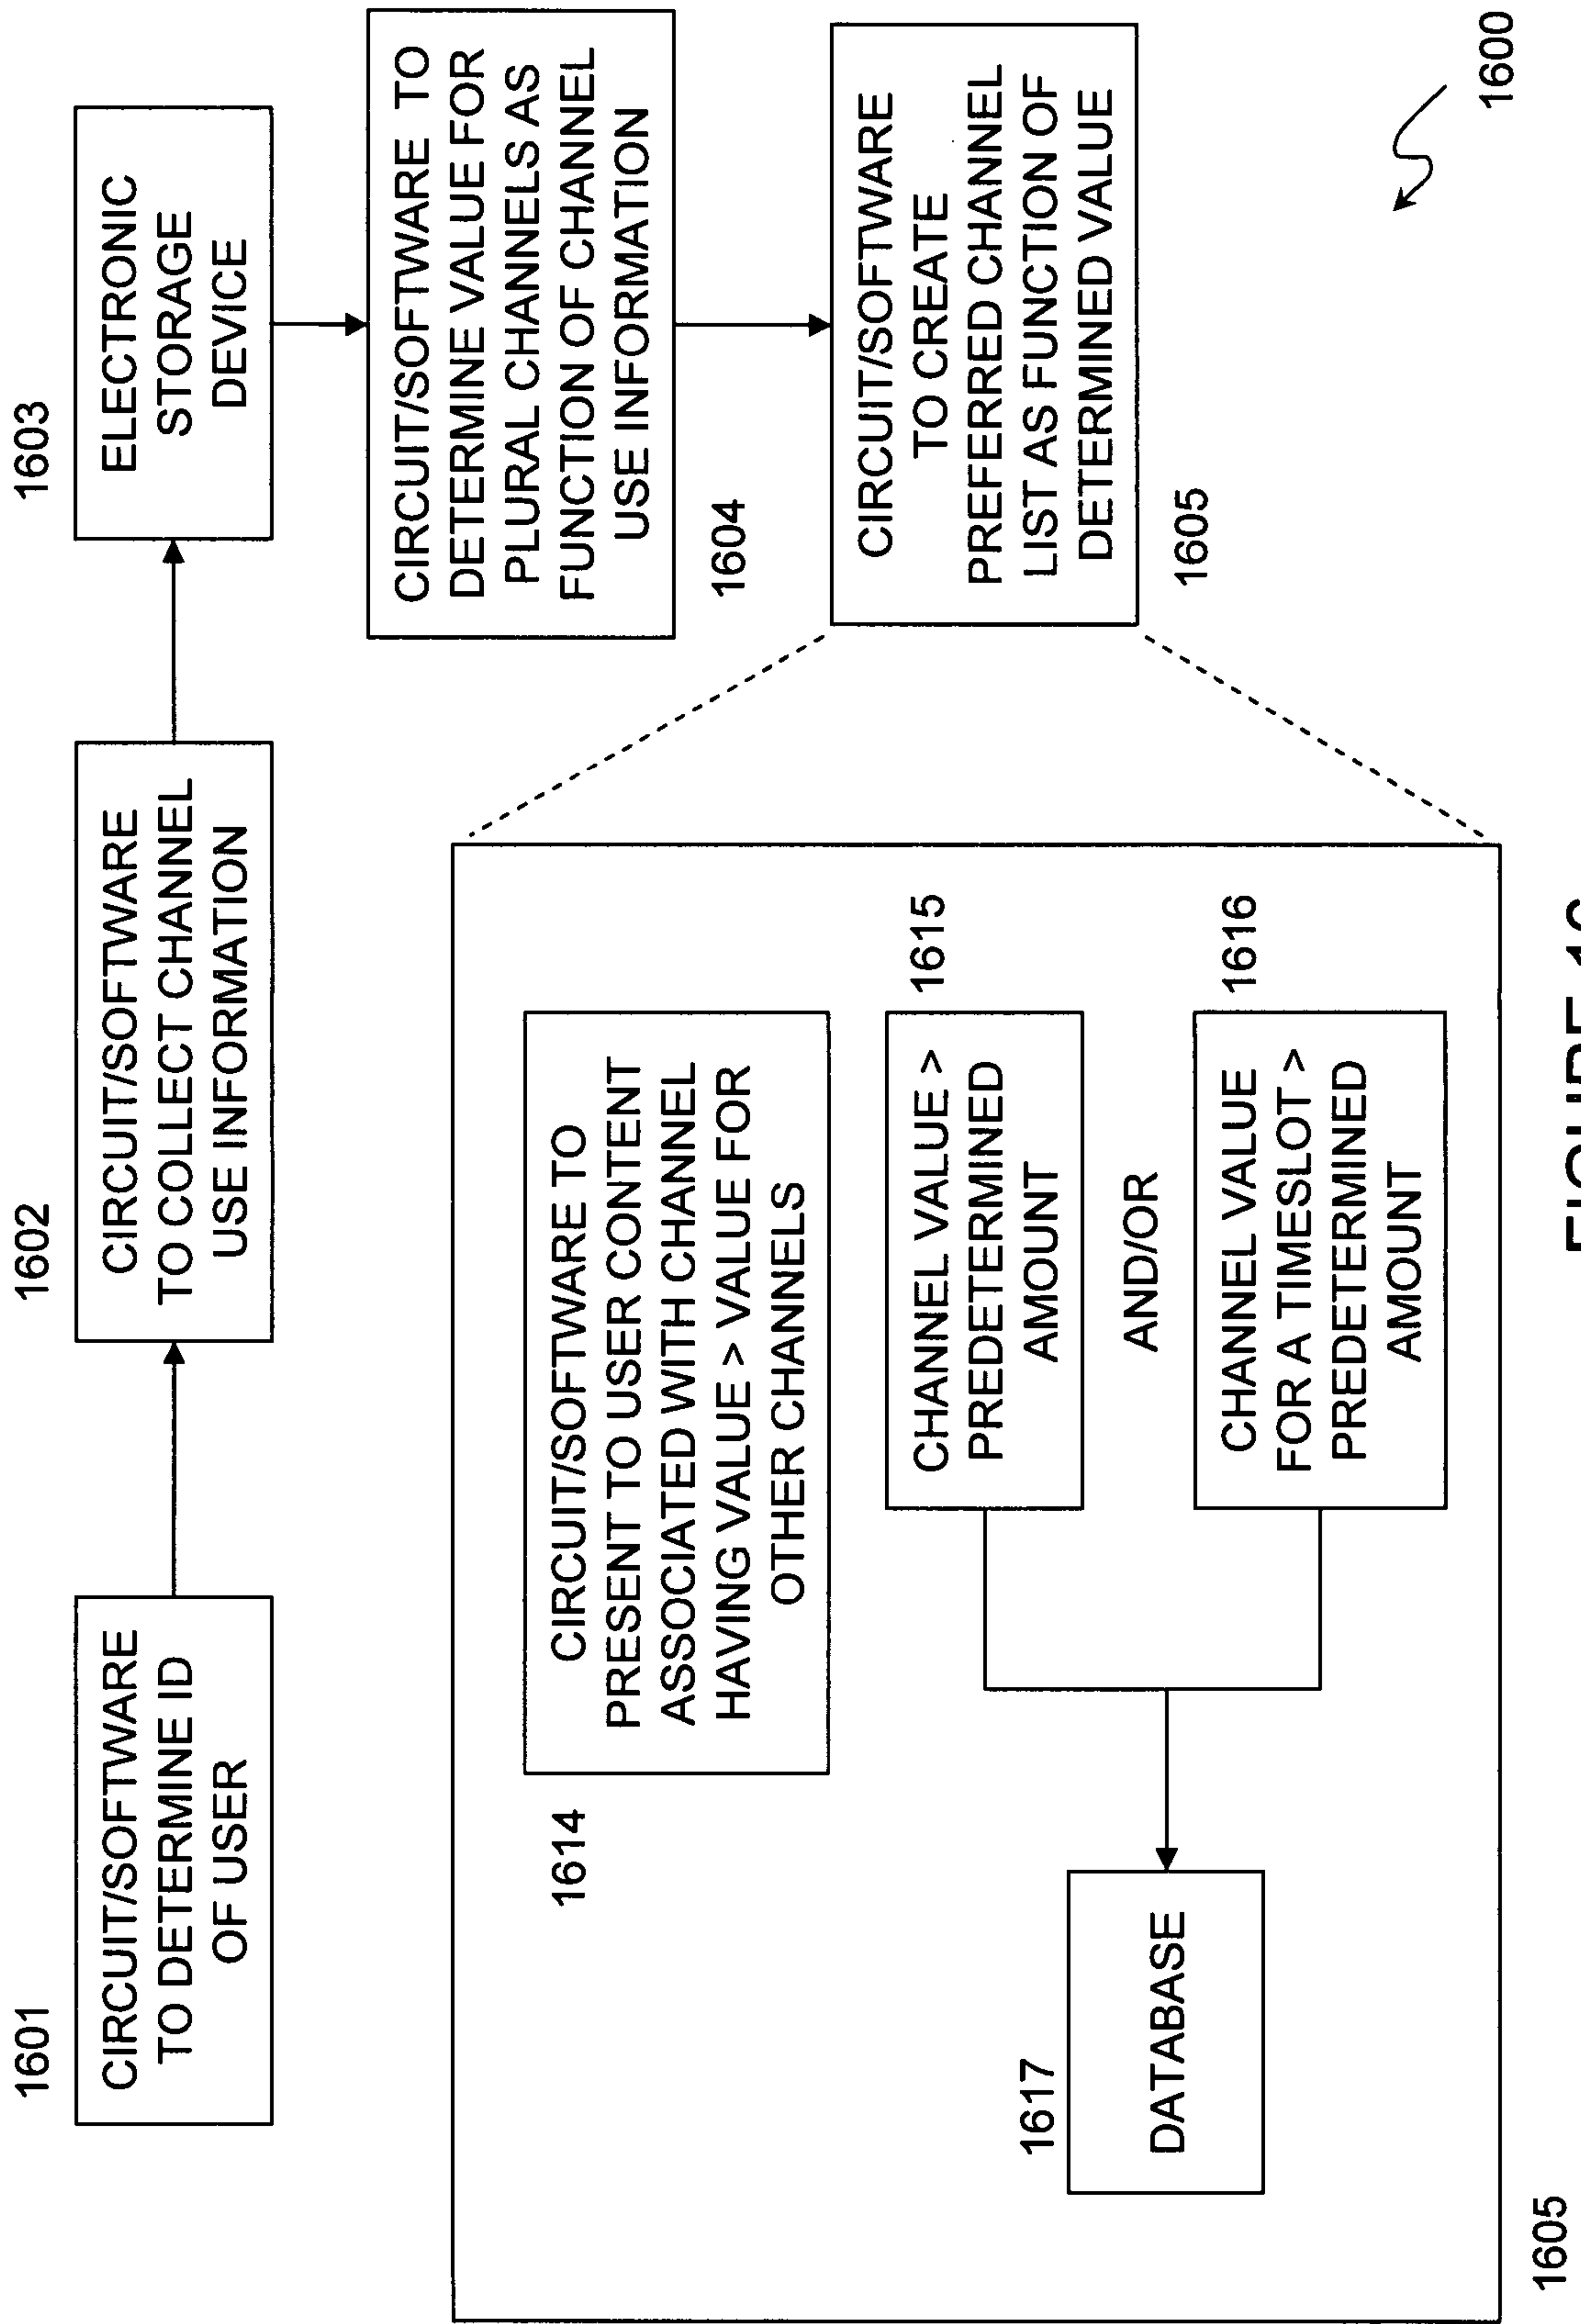 1601
CIRCUIT/SOFTWARE
TO DETERMINE ID
OF USER
1602
CIRCUIT/SOFTWARE
TO COLLECT CHANNEL
USE INFORMATION
1603
ELECTRONIC
STORAGE
DEVICE
CIRCUIT/SOFTWARE TO
DETERMINE VALUE FOR
PLURAL CHANNELS AS
FUNCTION OF CHANNEL
USE INFORMATION
1604
CIRCUIT/SOFTWARE
TO CREATE
PREFERRED CHANNEL
LIST AS FUNCTION OF
DETERMINED VALUE
1605
1614
CIRCUIT/SOFTWARE TO
PRESENT TO USER CONTENT
ASSOCIATED WITH CHANNEL
HAVING VALUE > VALUE FOR
OTHER CHANNELS
CHANNEL VALUE >
PREDETERMINED
AMOUNT
1615
AND/OR
CHANNEL VALUE
FOR A TIMESLOT >
PREDETERMINED
AMOUNT
1616
1617
DATABASE
1605
1600